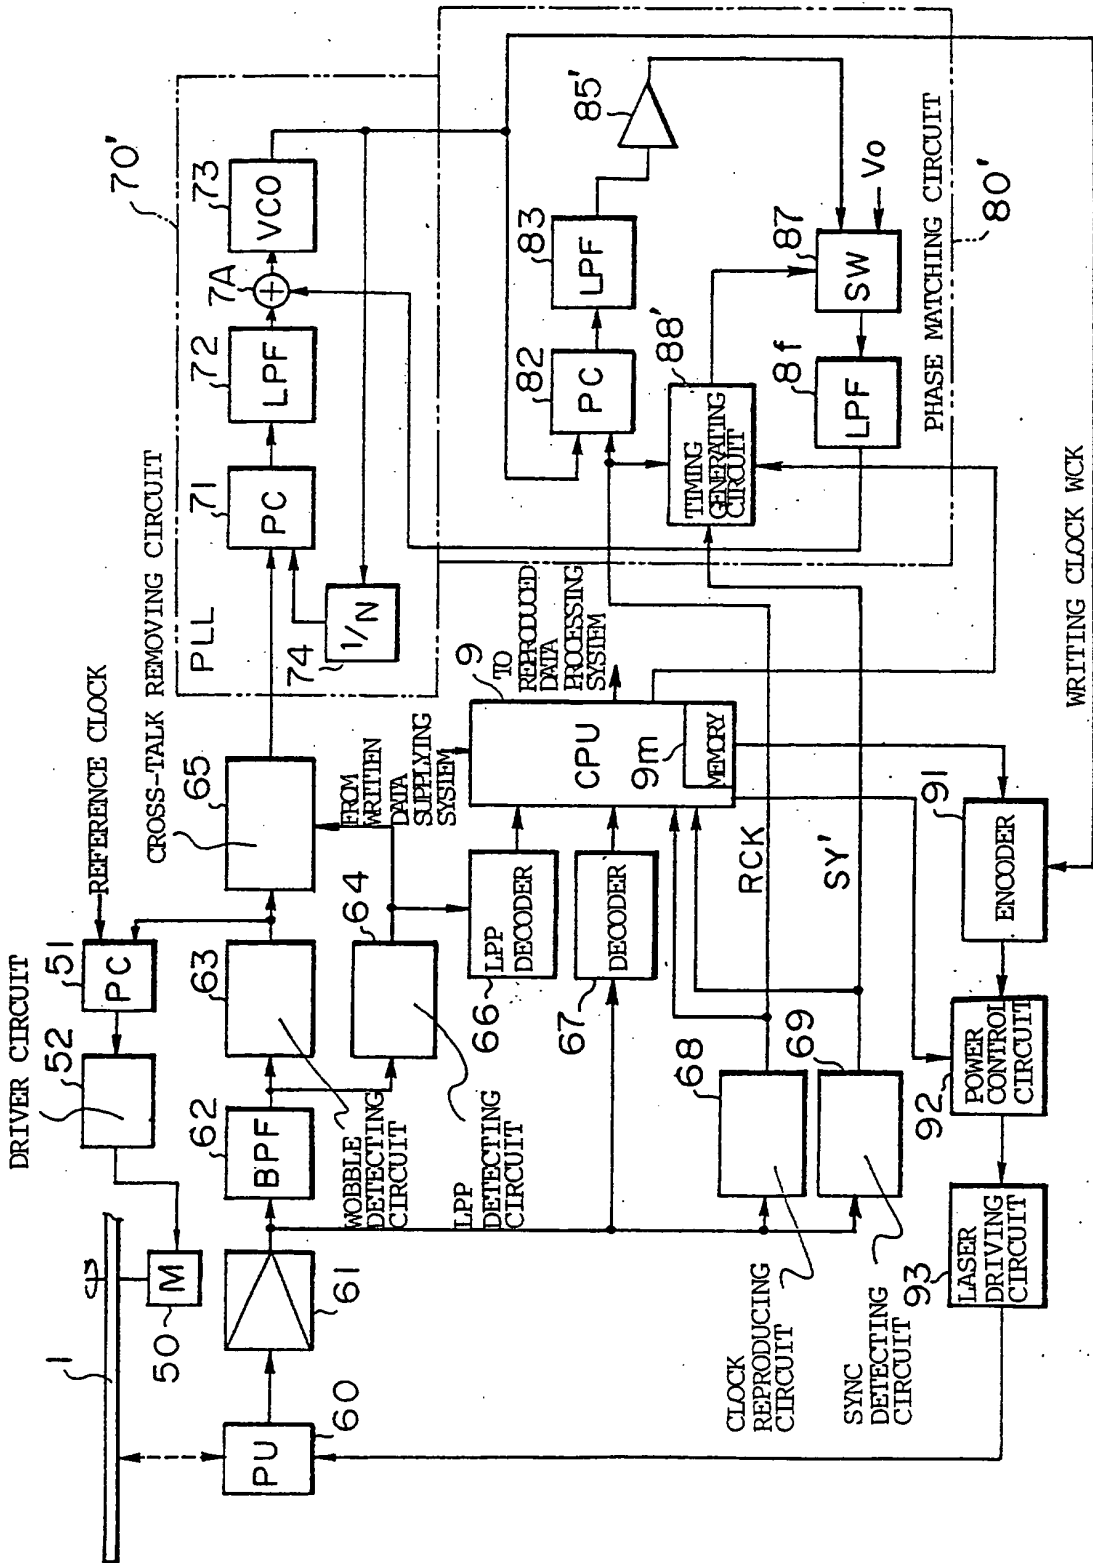 1
M
50
DRIVER CIRCUIT
52
PC
51
REFERENCE CLOCK
PU
60
61
BPF
62
63
WOBBLE
DETECTING
CIRCUIT
64
LPP
DETECTING
CIRCUIT
65
CROSS-TALK REMOVING CIRCUIT
PLL
70'
PC
71
LPF
72
7A
VCO
73
1/N
74
FROM
WRITTEN
DATA
SUPPLYING
SYSTEM
LPP
DECODER
66
DECODER
67
CPU
9
9m
MEMORY
TO
REPRODUCED
DATA
PROCESSING
SYSTEM
PC
82
LPF
83
85'
TIMING
GENERATING
CIRCUIT
88'
SW
87
Vo
LPF
8f
PHASE MATCHING CIRCUIT
80'
68
CLOCK
REPRODUCING
CIRCUIT
69
SYNC
DETECTING
CIRCUIT
RCK
SY'
ENCODER
91
POWER
CONTROL
CIRCUIT
92
LASER
DRIVING
CIRCUIT
93
WRITING CLOCK WCK